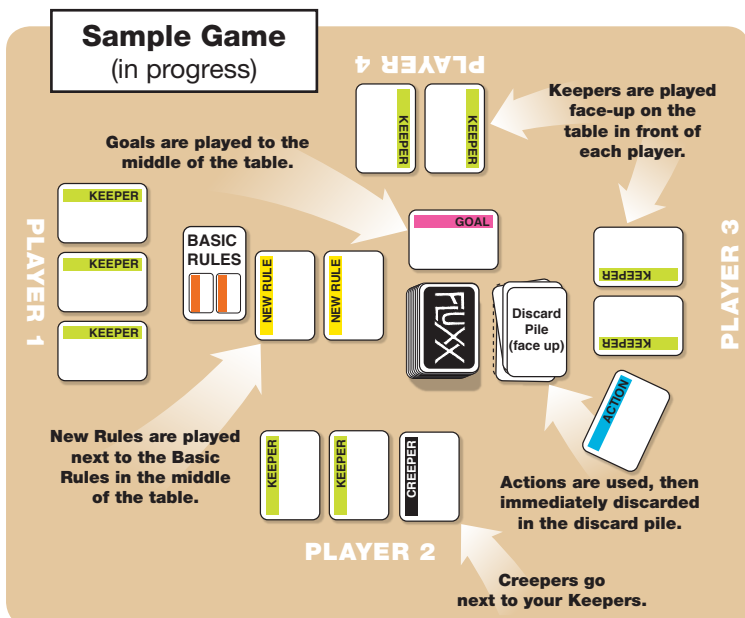 Sample Game
(in progress)
PLAYER 4
KEEPER
KEEPER
Keepers are played
face-up on the
table in front of
each player.
Goals are played to the
middle of the table.
PLAYER 1
KEEPER
KEEPER
KEEPER
BASIC
RULES
NEW RULE
NEW RULE
GOAL
FLUXX
Discard
Pile
(face up)
KEEPER
KEEPER
PLAYER 3
ACTION
New Rules are played
next to the Basic
Rules in the middle
of the table.
KEEPER
KEEPER
CREEPER
PLAYER 2
Actions are used, then
immediately discarded
in the discard pile.
Creepers go
next to your Keepers.